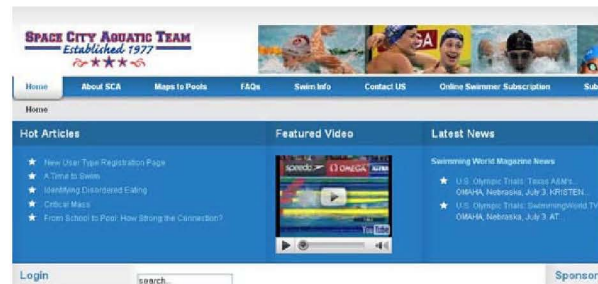 SPACE CITY AQUATIC TEAM
Established 1977
GA
Home About SCA Maps to Pools FAQs Swim Info Contact US Online Swimmer Subscription Sub
Home
Hot Articles
New User Type Registration Page
A Time to Swim
Identifying Disordered Eating
Critical Mass
From School to Pool: How Strong the Connection?
Featured Video
speedo OMEGA
YouTube
Latest News
Swimming World Magazine News
U.S. Olympic Trials: Texas A&M's...
OMAHA, Nebraska, July 3. KRISTEN...
U.S. Olympic Trials: SwimmingWorld.TV
OMAHA, Nebraska, July 3. AT...
Login
search...
Sponsor